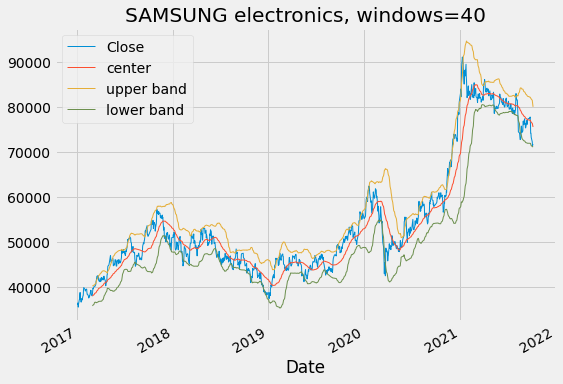 SAMSUNG electronics, windows=40
Close
center
upper band
lower band
90000
80000
70000
60000
50000
40000
2017
2018
2019
2020
2021
2022
Date